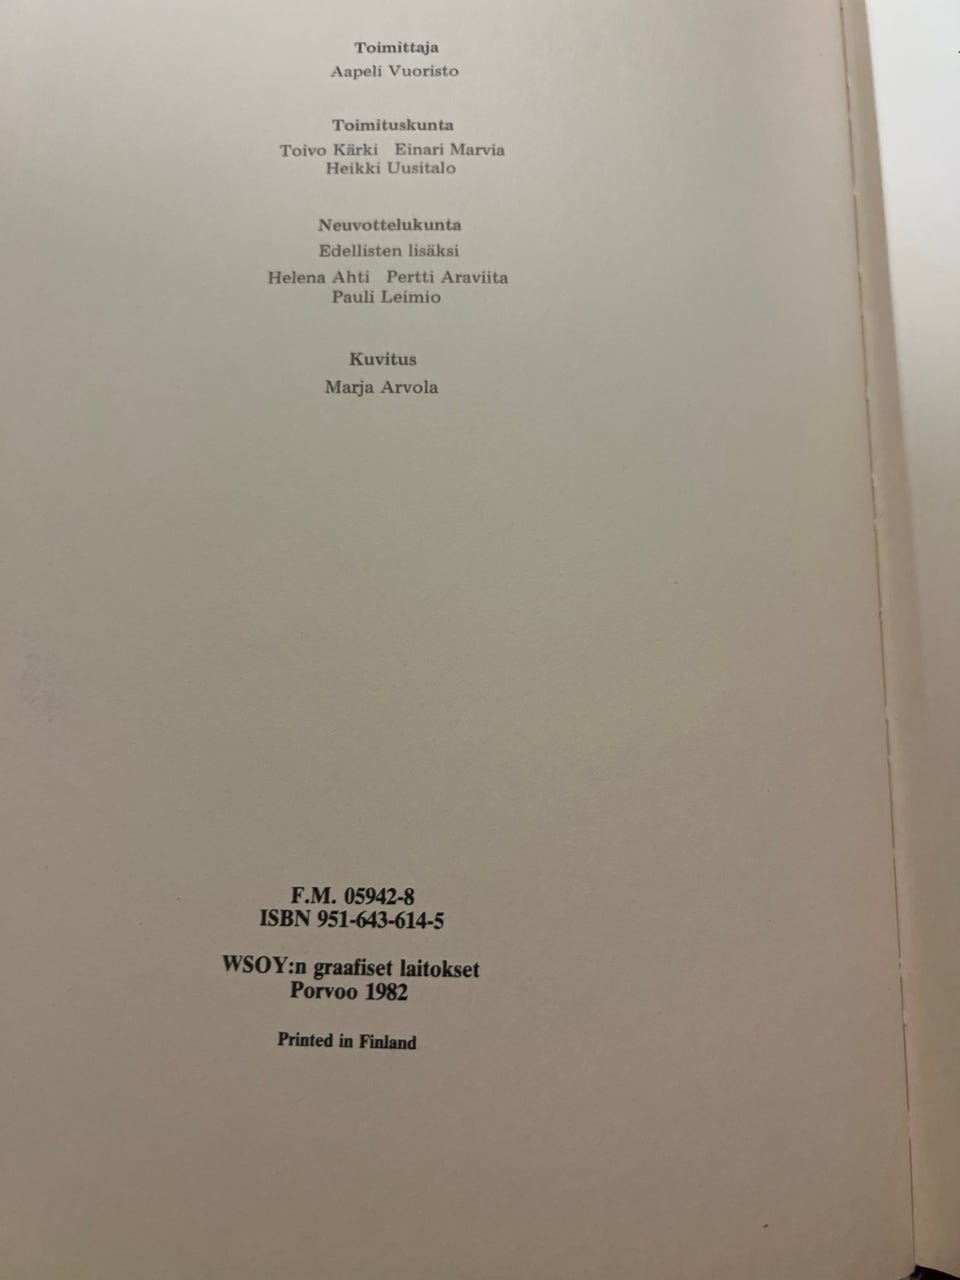 Toimittaja
Aapeli Vuoristo
Toimituskunta
Toivo Kärki Einari Marvia
Heikki Uusitalo
Neuvottelukunta
Edellisten lisäksi
Helena Ahti Pertti Araviita
Pauli Leimio
Kuvitus
Marja Arvola
F.M. 05942-8
ISBN 951-643-614-5
WSOY:n graafiset laitokset
Porvoo 1982
Printed in Finland